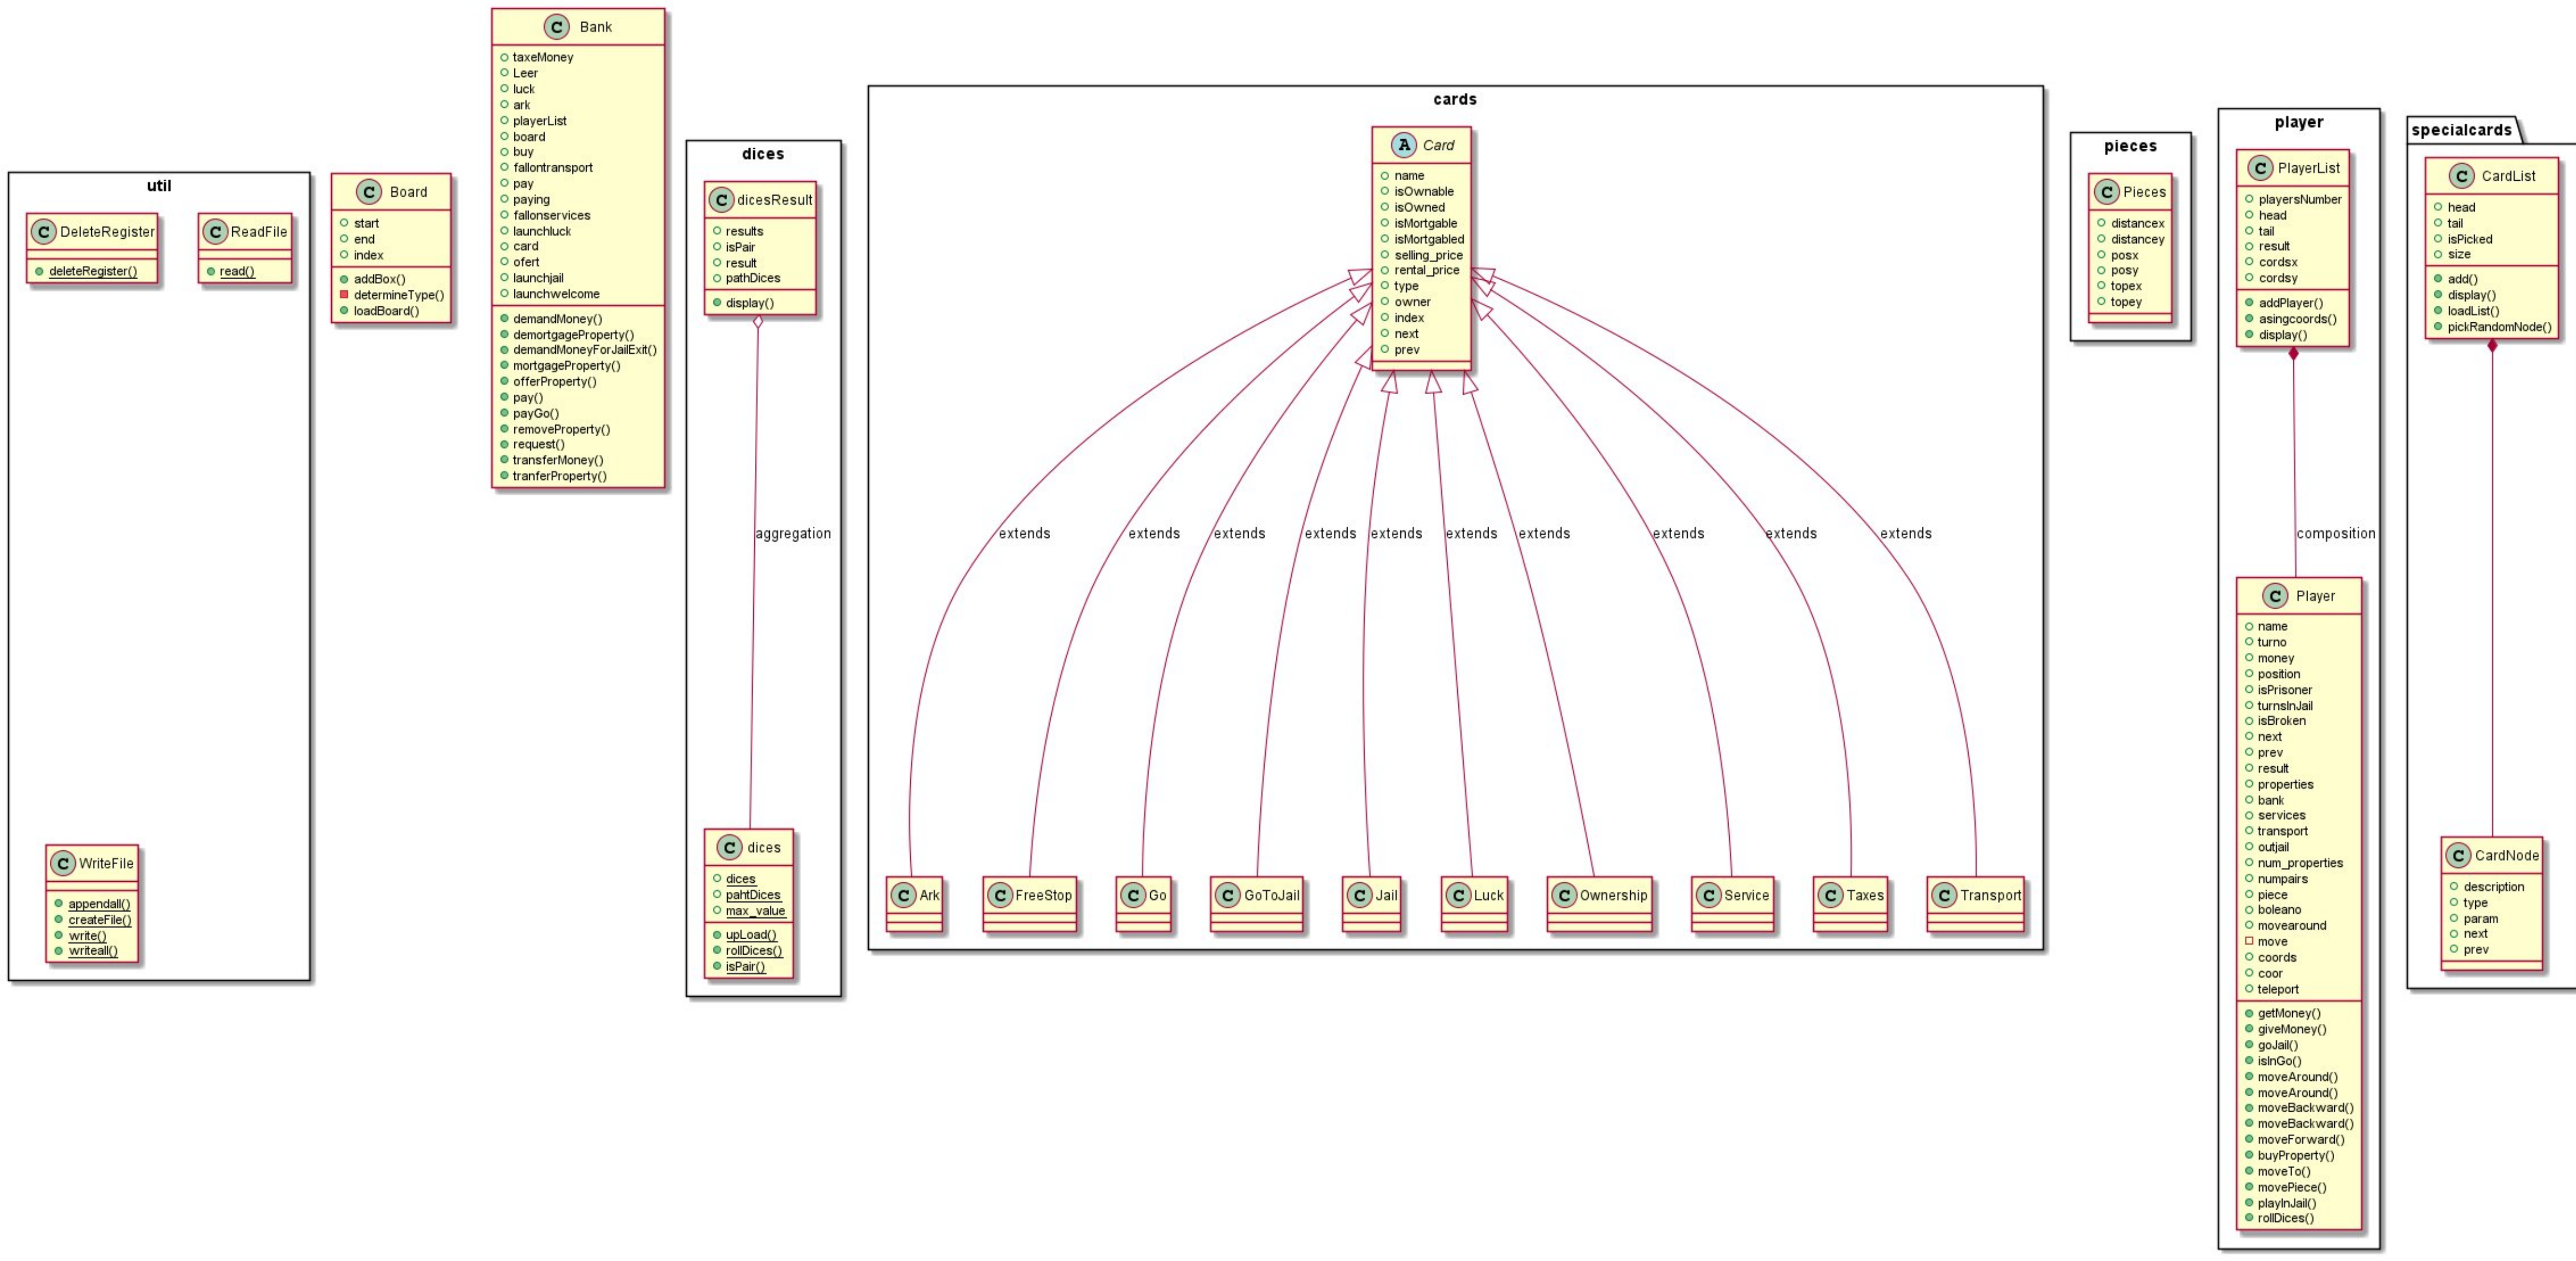 util
C DeleteRegister
deleteRegister()
C ReadFile
read()
C WriteFile
appendall()
createFile()
write()
writeall()
C Board
start
end
index
addBox()
determineType()
loadBoard()
C Bank
taxeMoney
Leer
luck
ark
playerList
board
buy
fallontransport
pay
paying
fallonservices
launchluck
card
ofert
launchjail
launchwelcome
demandMoney()
demortgageProperty()
demandMoneyForJailExit()
mortgageProperty()
offerProperty()
pay()
payGo()
removeProperty()
request()
transferMoney()
tranferProperty()
dices
C dicesResult
results
isPair
result
pathDices
display()
aggregation
C dices
dices
pahtDices
max_value
upLoad()
rollDices()
isPair()
cards
A Card
name
isOwnable
isOwned
isMortgable
isMortgabled
selling_price
rental_price
type
owner
index
next
prev
extends
extends
extends
extends
extends
extends
extends
extends
extends
extends
C Ark
C FreeStop
C Go
C GoToJail
C Jail
C Luck
C Ownership
C Service
C Taxes
C Transport
pieces
C Pieces
distancex
distancey
posx
posy
topex
topey
player
C PlayerList
playersNumber
head
tail
result
cordsx
cordsy
addPlayer()
asingcoords()
display()
composition
C Player
name
turno
money
position
isPrisoner
turnsInJail
isBroken
next
prev
result
properties
bank
services
transport
outjail
num_properties
numpairs
piece
boleano
movearound
move
coords
coor
teleport
getMoney()
giveMoney()
goJail()
isInGo()
moveAround()
moveAround()
moveBackward()
moveBackward()
moveForward()
buyProperty()
moveTo()
movePiece()
playInJail()
rollDices()
specialcards
C CardList
head
tail
isPicked
size
add()
display()
loadList()
pickRandomNode()
C CardNode
description
type
param
next
prev